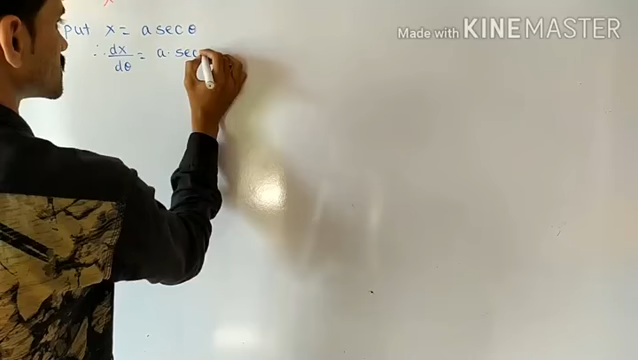 x
put x = a sec θ
∴ dx/dθ = a · sec
Made with KINEMASTER